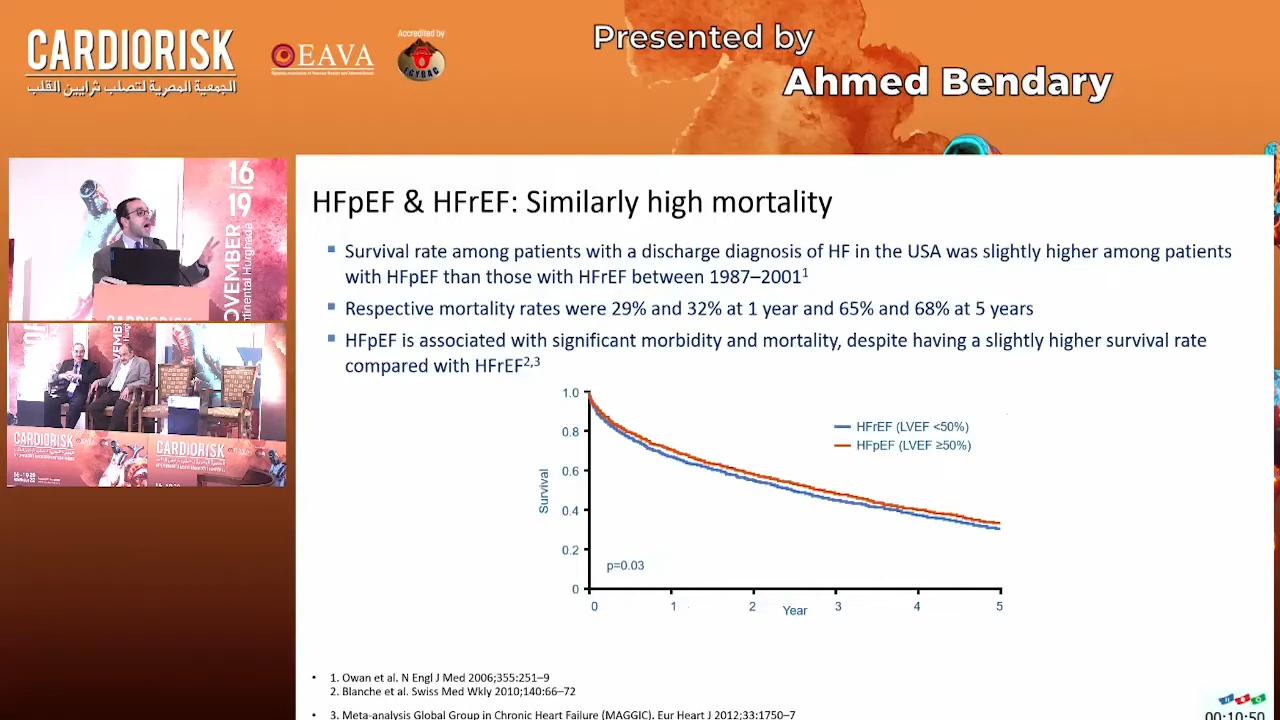 CARDIORISK
الجمعية المصرية لتصلب شرايين القلب
EAVA
Accredited by
EGYBAC
Presented by
Ahmed Bendary
16
19
NOVEMBER
ntinental Hurghada
CARDIORISK
CARDIORISK
HFpEF & HFrEF: Similarly high mortality
Survival rate among patients with a discharge diagnosis of HF in the USA was slightly higher among patients
with HFpEF than those with HFrEF between 1987–2001¹
Respective mortality rates were 29% and 32% at 1 year and 65% and 68% at 5 years
HFpEF is associated with significant morbidity and mortality, despite having a slightly higher survival rate
compared with HFrEF²,³
1.0
0.8
0.6
0.4
0.2
0
Survival
HFrEF (LVEF <50%)
HFpEF (LVEF ≥50%)
p=0.03
0 1 2 3 4 5
Year
• 1. Owan et al. N Engl J Med 2006;355:251–9
2. Blanche et al. Swiss Med Wkly 2010;140:66–72
• 3. Meta-analysis Global Group in Chronic Heart Failure (MAGGIC). Eur Heart J 2012;33:1750–7
00:10:50